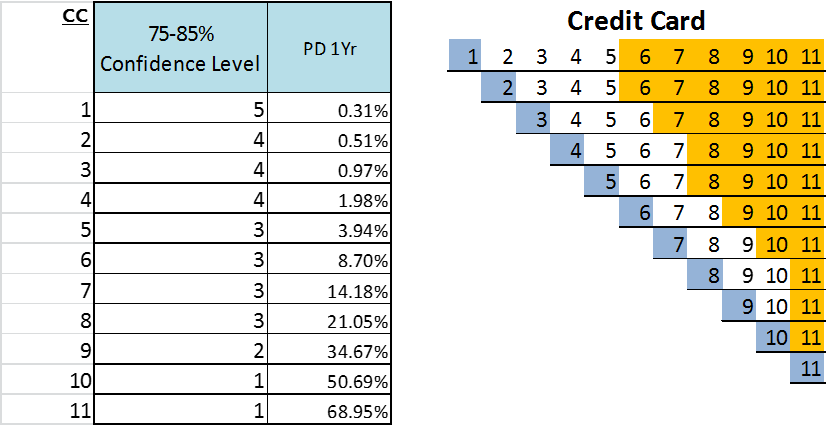 CC 75-85% Confidence Level PD 1Yr
1 5 0.31%
2 4 0.51%
3 4 0.97%
4 4 1.98%
5 3 3.94%
6 3 8.70%
7 3 14.18%
8 3 21.05%
9 2 34.67%
10 1 50.69%
11 1 68.95%
Credit Card
1 2 3 4 5 6 7 8 9 10 11
2 3 4 5 6 7 8 9 10 11
3 4 5 6 7 8 9 10 11
4 5 6 7 8 9 10 11
5 6 7 8 9 10 11
6 7 8 9 10 11
7 8 9 10 11
8 9 10 11
9 10 11
10 11
11